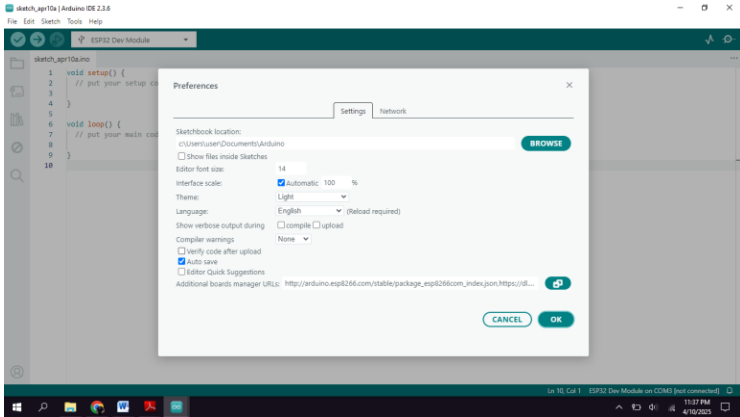 sketch_apr10a | Arduino IDE 2.3.6
File Edit Sketch Tools Help
ESP32 Dev Module
sketch_apr10a.ino
1 void setup() {
2 // put your setup co
3
4 }
5
6 void loop() {
7 // put your main cod
8
9 }
10
Preferences
Settings Network
Sketchbook location:
c:\Users\user\Documents\Arduino
BROWSE
Show files inside Sketches
Editor font size: 14
Interface scale: Automatic 100 %
Theme: Light
Language: English (Reload required)
Show verbose output during compile upload
Compiler warnings None
Verify code after upload
Auto save
Editor Quick Suggestions
Additional boards manager URLs: http://arduino.esp8266.com/stable/package_esp8266com_index.json,https://dl....
CANCEL OK
Ln 10, Col 1 ESP32 Dev Module on COM3 [not connected]
11:37 PM
4/10/2025